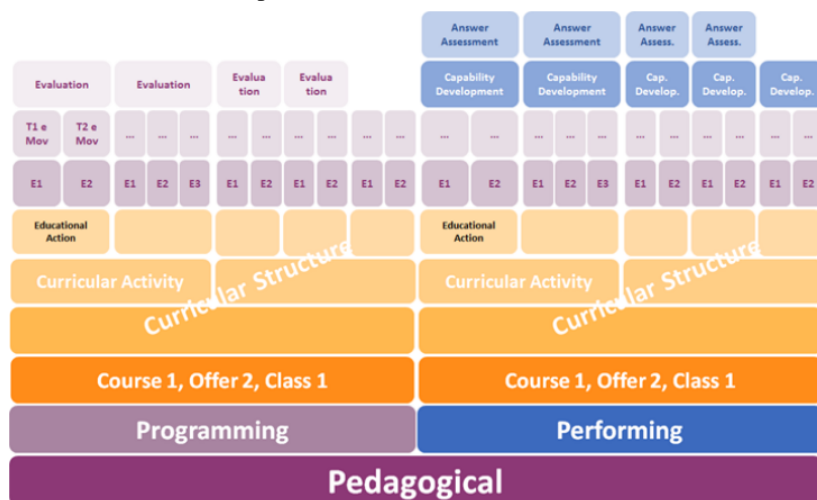 Answer
Assessment
Answer
Assessment
Answer
Assess.
Answer
Assess.
Evaluation
Evaluation
Evalua
tion
Evalua
tion
Capability
Development
Capability
Development
Cap.
Develop.
Cap.
Develop.
Cap.
Develop.
T1 e
Mov
T2 e
Mov
... ... ... ... ... ... ... ... ... ... ... ... ... ... ... ... ... ... ...
E1 E2 E1 E2 E3 E1 E2 E1 E2 E1 E2 E1 E2 E1 E2 E3 E1 E2 E1 E2 E1 E2
Educational
Action
Educational
Action
Curricular Activity
Curricular Structure
Curricular Activity
Curricular Structure
Course 1, Offer 2, Class 1
Course 1, Offer 2, Class 1
Programming
Performing
Pedagogical